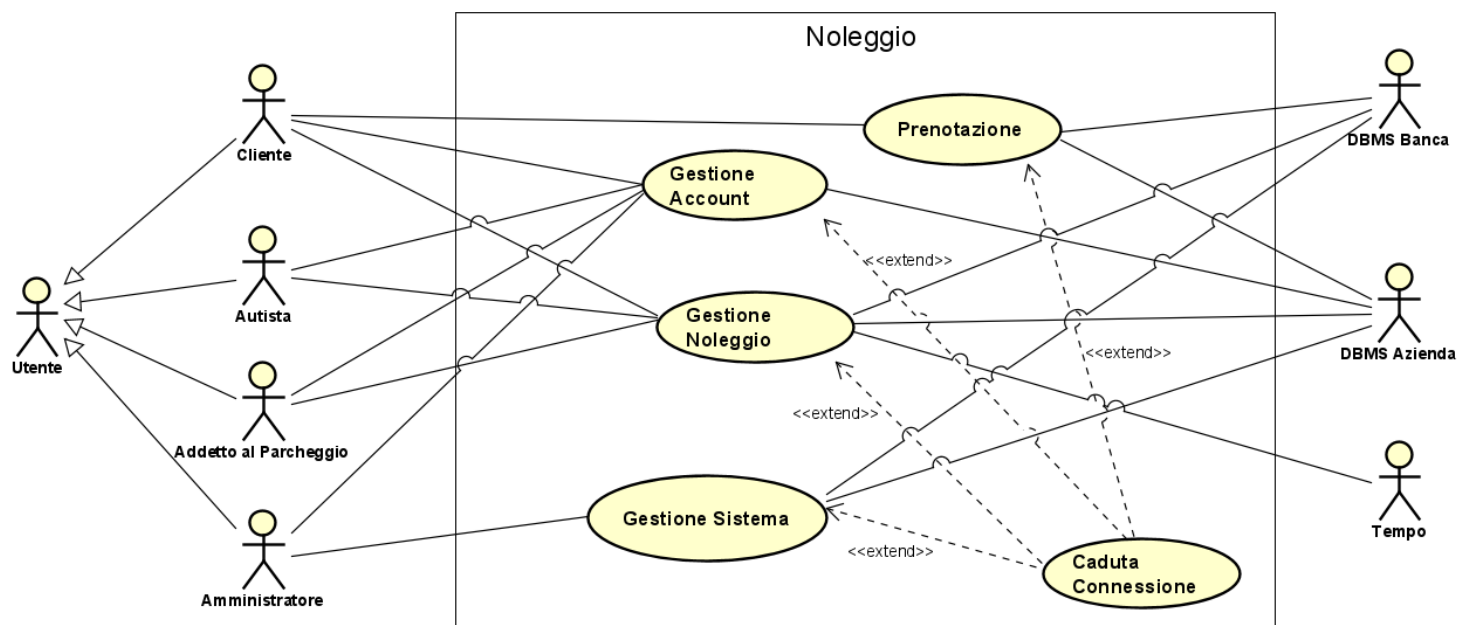 Noleggio
Cliente
Prenotazione
DBMS Banca
Gestione
Account
<<extend>>
Autista
Utente
Gestione
Noleggio
<<extend>>
DBMS Azienda
<<extend>>
Addetto al Parcheggio
Gestione Sistema
<<extend>>
Tempo
Caduta
Connessione
Amministratore